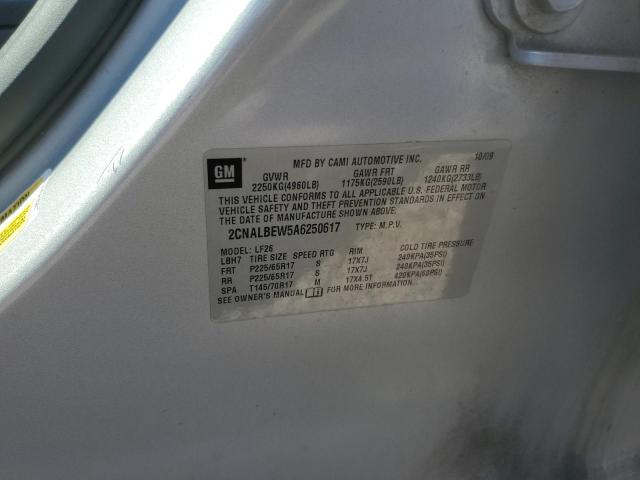 GM
MFD BY CAMI AUTOMOTIVE INC. 10/09
GVWR GAWR FRT GAWR RR
2250KG(4960LB) 1175KG(2590LB) 1240KG(2733LB)
THIS VEHICLE CONFORMS TO ALL APPLICABLE U.S. FEDERAL MOTOR
VEHICLE SAFETY AND THEFT PREVENTION STANDARDS IN EFFECT ON
THE DATE OF MANUFACTURE SHOWN ABOVE.
2CNALBEW5A6250617 TYPE: M.P.V.
MODEL: LF26
LBH7 TIRE SIZE SPEED RTG RIM COLD TIRE PRESSURE
FRT P225/65R17 S 17X7J 240KPA(35PSI)
RR P225/65R17 S 17X7J 240KPA(35PSI)
SPA T145/70R17 M 17X4.5T 420KPA(60PSI)
SEE OWNER'S MANUAL FOR MORE INFORMATION